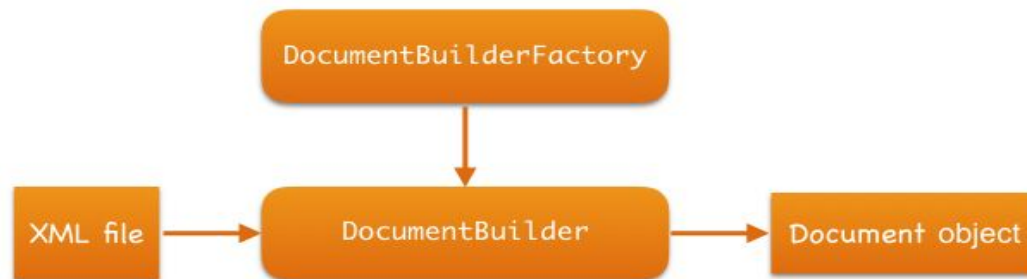 DocumentBuilderFactory
XML file
DocumentBuilder
Document object